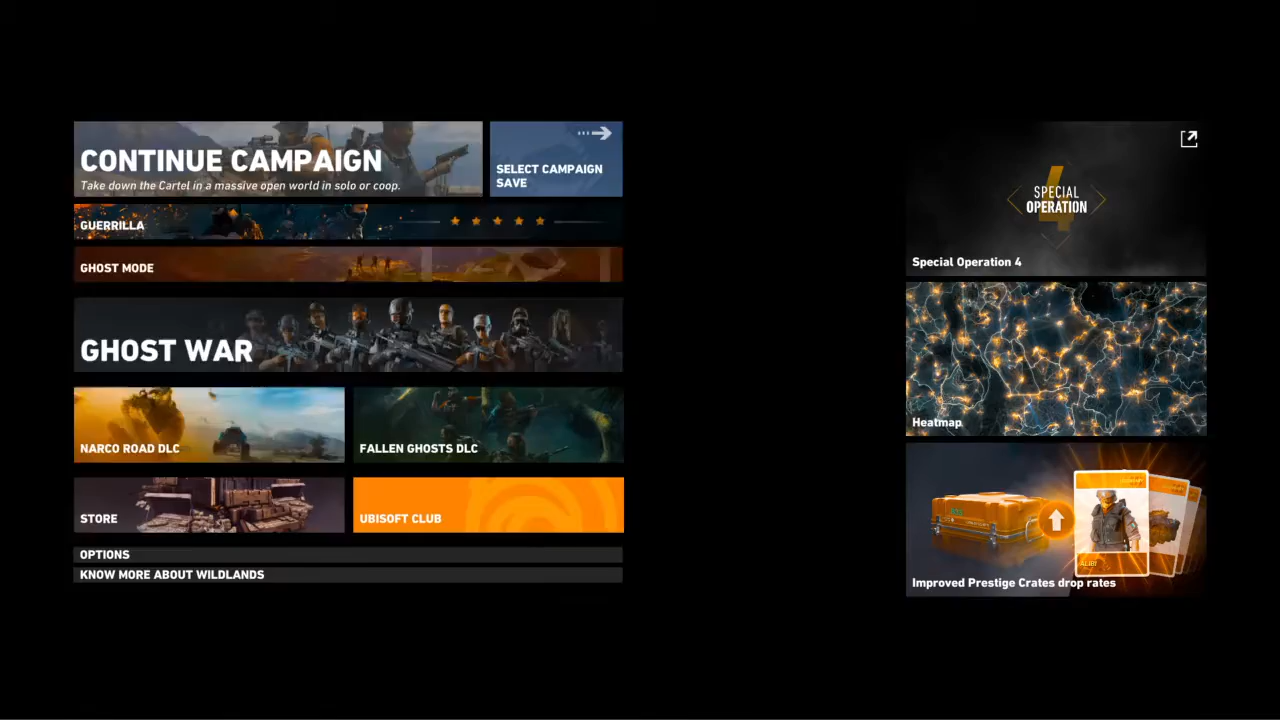 CONTINUE CAMPAIGN
Take down the Cartel in a massive open world in solo or coop.
SELECT CAMPAIGN
SAVE
GUERRILLA
GHOST MODE
GHOST WAR
NARCO ROAD DLC
FALLEN GHOSTS DLC
STORE
UBISOFT CLUB
OPTIONS
KNOW MORE ABOUT WILDLANDS
4
SPECIAL
OPERATION
Special Operation 4
Heatmap
ALIBI
Improved Prestige Crates drop rates